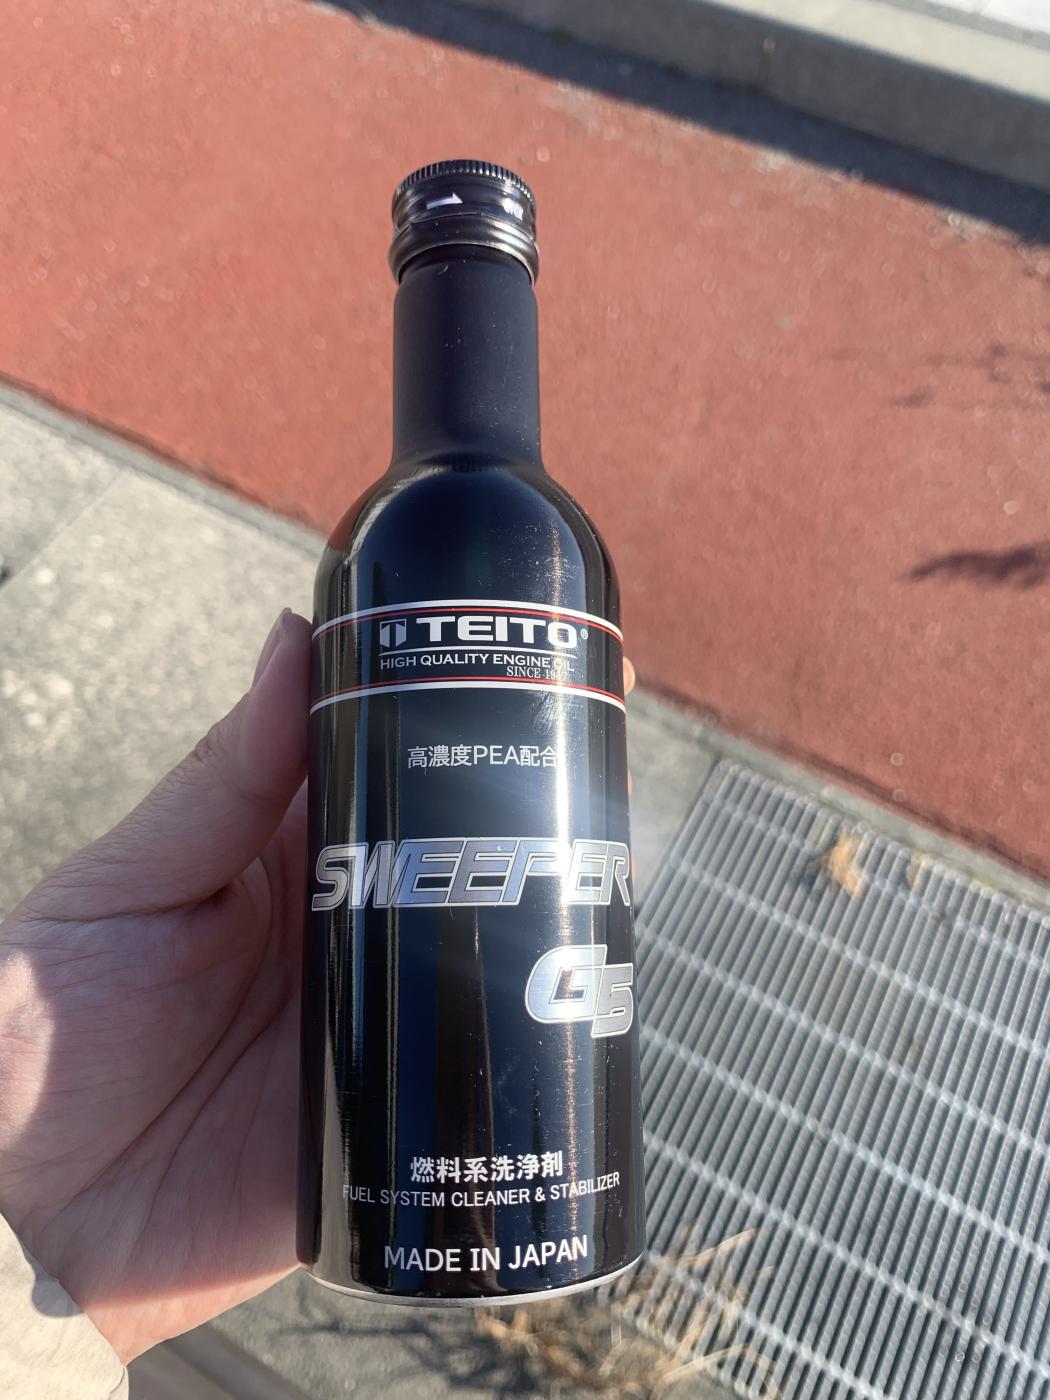 TEITO®
HIGH QUALITY ENGINE OIL
SINCE
高濃度PEA配合
SWEEPER
G5
燃料系洗浄剤
FUEL SYSTEM CLEANER & STABILIZER
MADE IN JAPAN